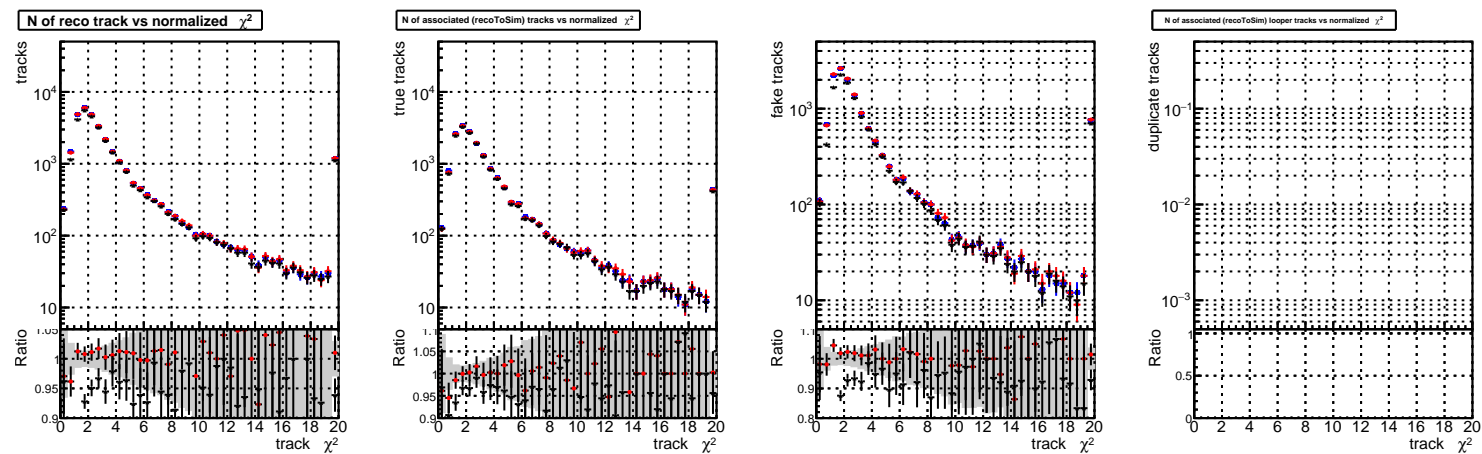 N of reco track vs normalized χ²
tracks
10⁴
10³
10²
10
Ratio
1.05
1
0.95
0.9
0 2 4 6 8 10 12 14 16 18 20
track χ²
N of associated (recoToSim) tracks vs normalized χ²
true tracks
10⁴
10³
10²
10
Ratio
1.1
1.05
1
0.95
0.9
0 2 4 6 8 10 12 14 16 18 20
track χ²
fake tracks
10³
10²
10
Ratio
1.1
1
0.9
0.8
0 2 4 6 8 10 12 14 16 18 20
track χ²
N of associated (recoToSim) looper tracks vs normalized χ²
duplicate tracks
10⁻¹
10⁻²
10⁻³
Ratio
1
0.5
0
0 2 4 6 8 10 12 14 16 18 20
track χ²